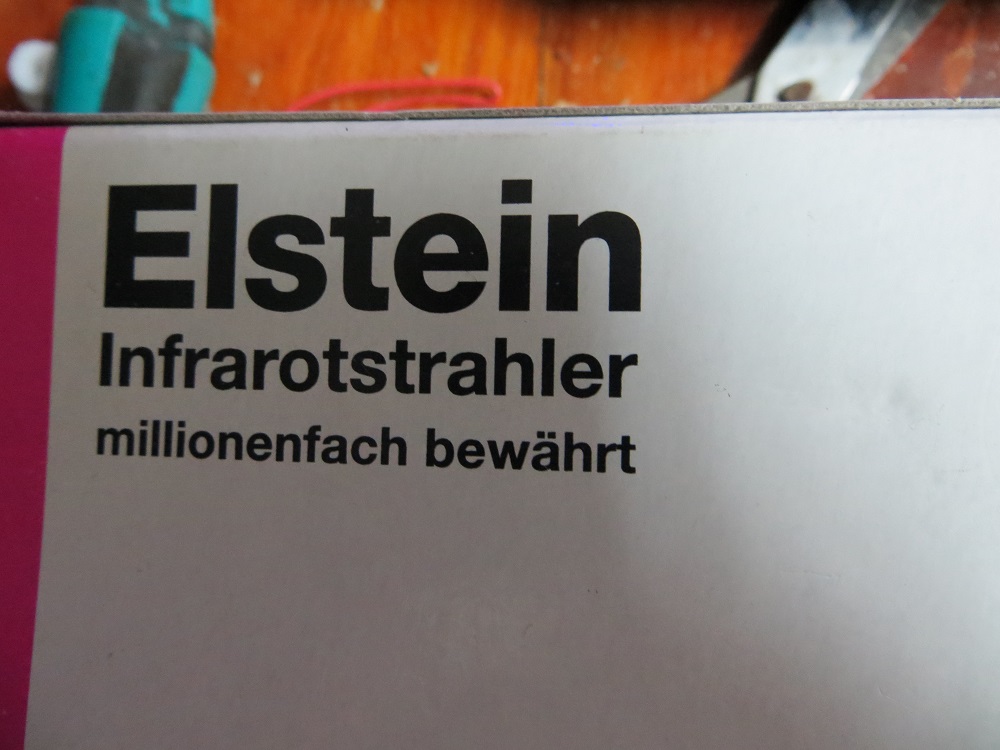 Elstein
Infrarotstrahler
millionenfach bewährt